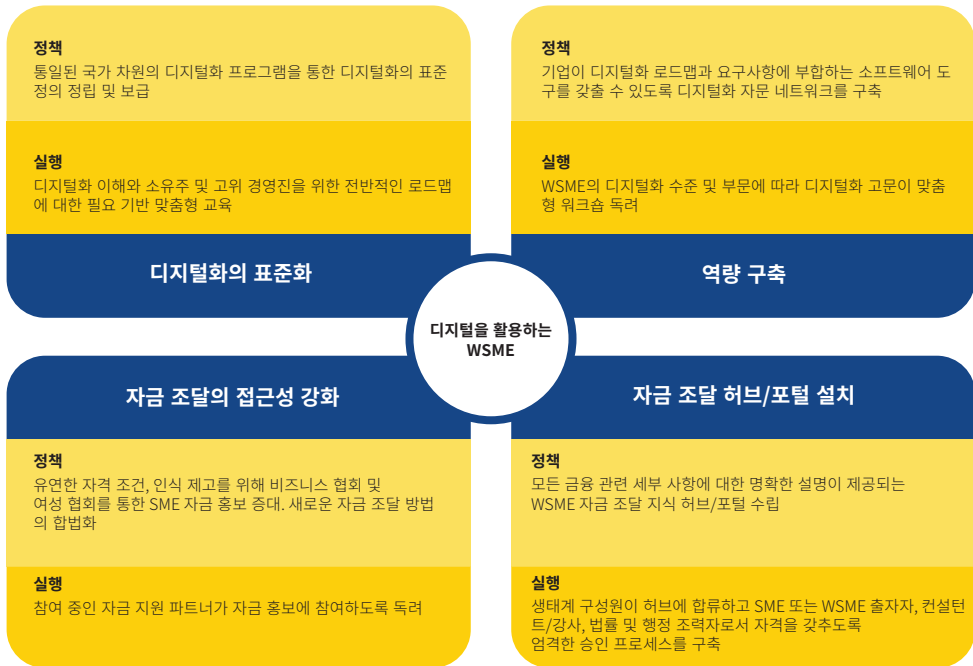 정책
통일된 국가 차원의 디지털화 프로그램을 통한 디지털화의 표준
정의 정립 및 보급
실행
디지털화 이해와 소유주 및 고위 경영진을 위한 전반적인 로드맵
에 대한 필요 기반 맞춤형 교육
디지털화의 표준화
정책
기업이 디지털화 로드맵과 요구사항에 부합하는 소프트웨어 도
구를 갖출 수 있도록 디지털화 자문 네트워크를 구축
실행
WSME의 디지털화 수준 및 부문에 따라 디지털화 고문이 맞춤
형 워크숍 독려
역량 구축
디지털을 활용하는
WSME
자금 조달의 접근성 강화
정책
유연한 자격 조건, 인식 제고를 위해 비즈니스 협회 및
여성 협회를 통한 SME 자금 홍보 증대. 새로운 자금 조달 방법
의 합법화
실행
참여 중인 자금 지원 파트너가 자금 홍보에 참여하도록 독려
자금 조달 허브/포털 설치
정책
모든 금융 관련 세부 사항에 대한 명확한 설명이 제공되는
WSME 자금 조달 지식 허브/포털 수립
실행
생태계 구성원이 허브에 합류하고 SME 또는 WSME 출자자, 컨설턴
트/강사, 법률 및 행정 조력자로서 자격을 갖추도록
엄격한 승인 프로세스를 구축